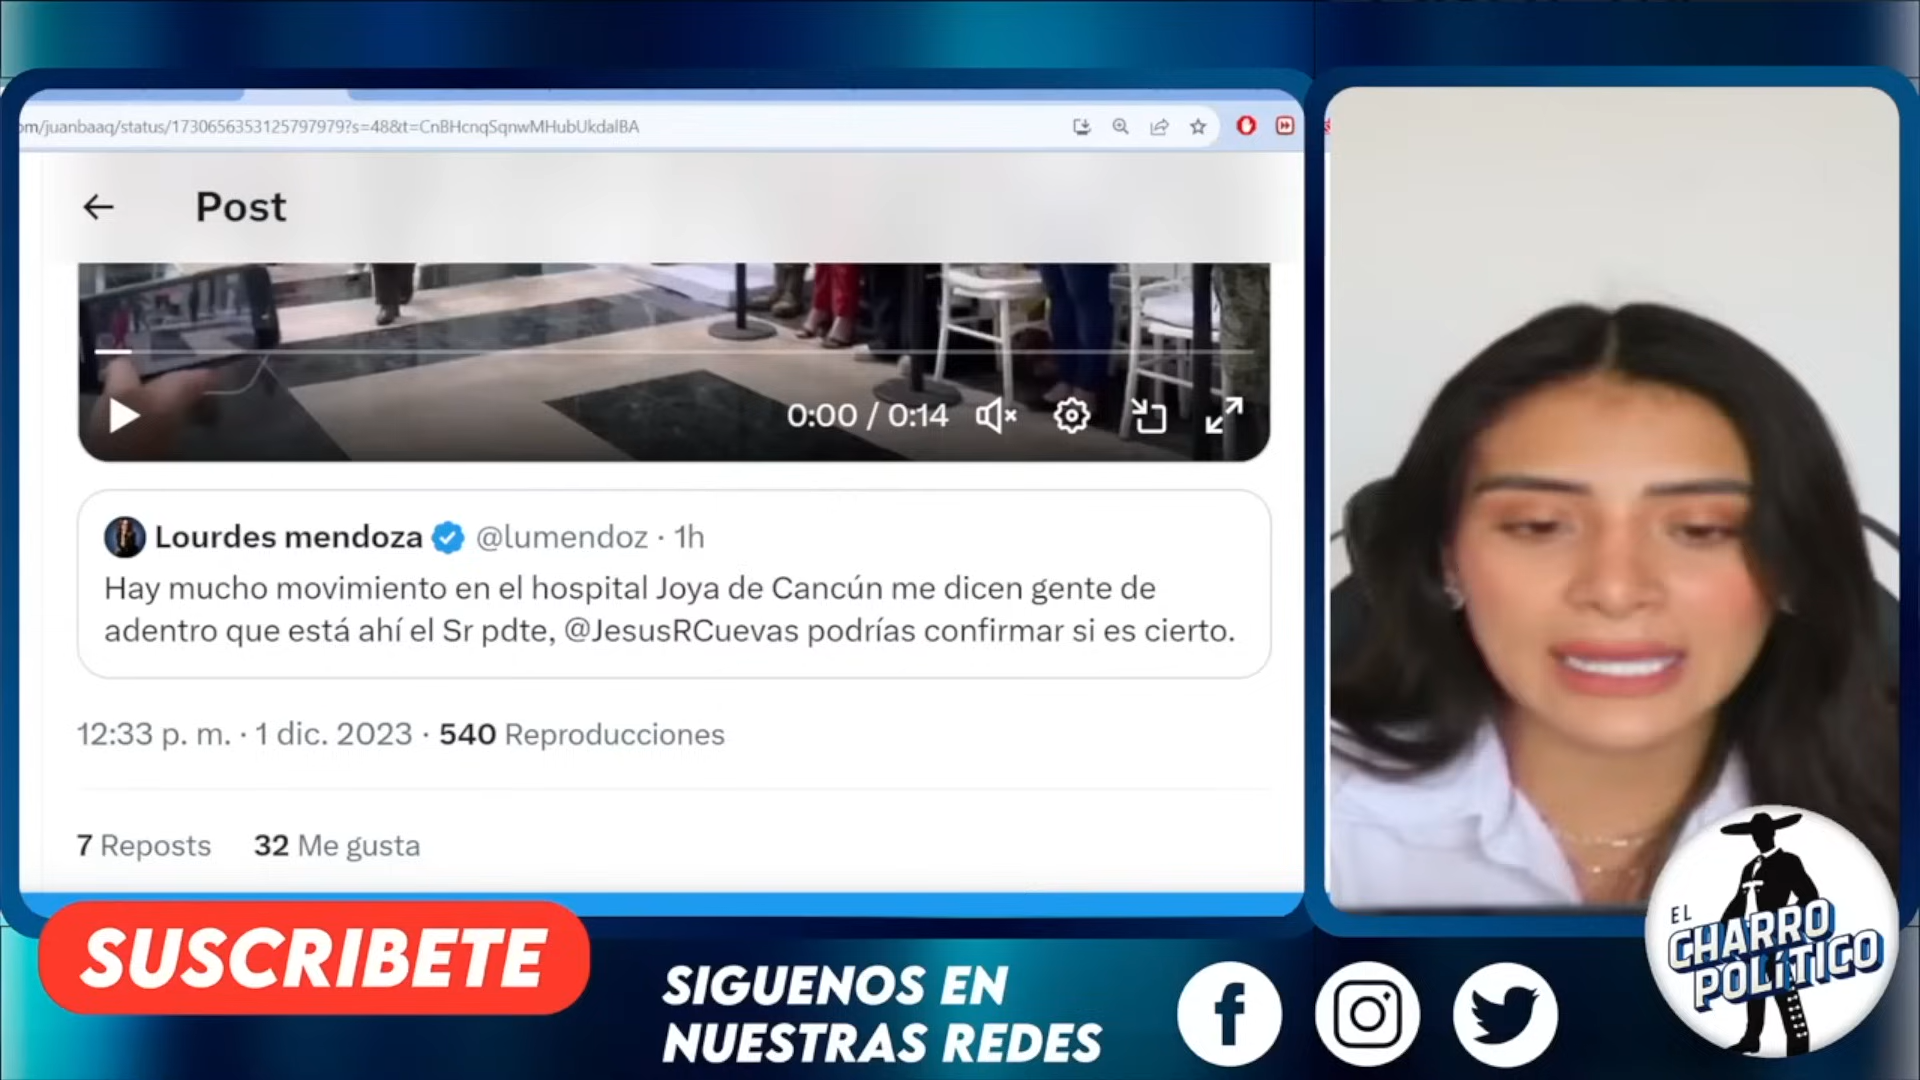 om/juanbaaq/status/1730656353125797979?s=48&t=CnBHcnqSqnwMHubUkdalBA
Post
0:00 / 0:14
Lourdes mendoza @lumendoz · 1h
Hay mucho movimiento en el hospital Joya de Cancún me dicen gente de
adentro que está ahí el Sr pdte, @JesusRCuevas podrías confirmar si es cierto.
12:33 p. m. · 1 dic. 2023 · 540 Reproducciones
7 Reposts 32 Me gusta
SUSCRIBETE
SIGUENOS EN
NUESTRAS REDES
EL
CHARRO
POLÍTICO